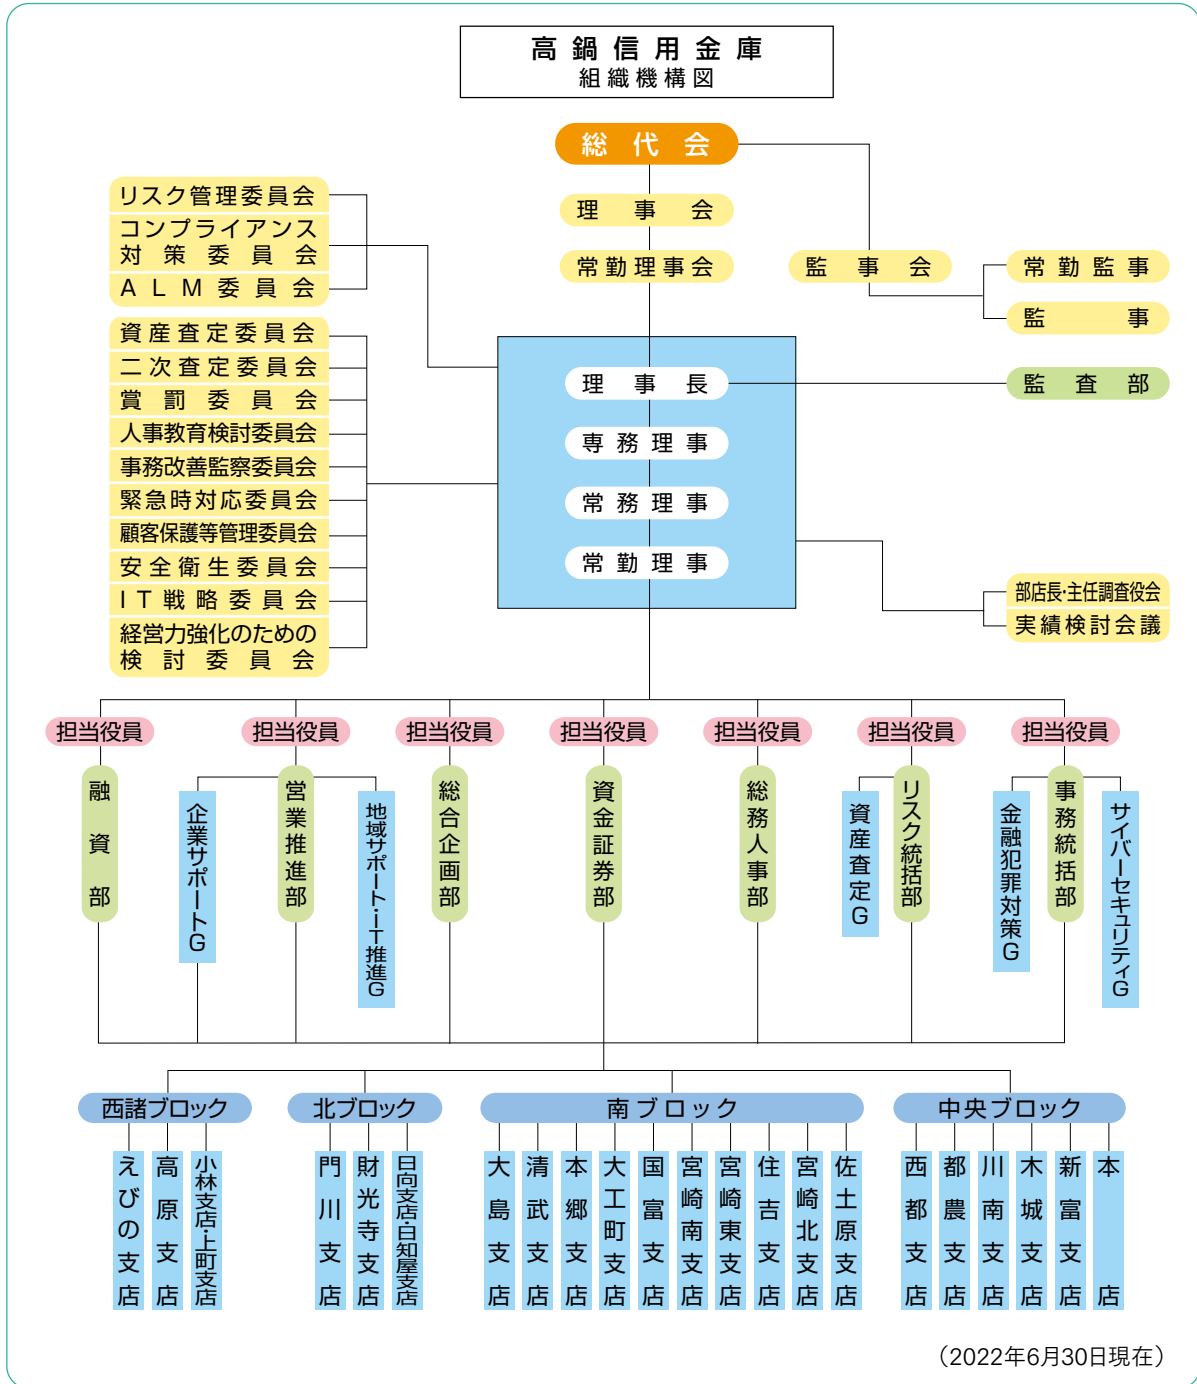 高鍋信用金庫
組織機構図
総代会
理事会
常勤理事会
監事会
常勤監事
監事
リスク管理委員会
コンプライアンス
対策委員会
ALM委員会
資産査定委員会
二次査定委員会
賞罰委員会
人事教育検討委員会
事務改善監察委員会
緊急時対応委員会
顧客保護等管理委員会
安全衛生委員会
IT戦略委員会
経営力強化のための
検討委員会
理事長
専務理事
常務理事
常勤理事
監査部
部店長・主任調査役会
実績検討会議
担当役員
担当役員
担当役員
担当役員
担当役員
担当役員
担当役員
融資部
企業サポートG
営業推進部
地域サポート・IT推進G
総合企画部
資金証券部
総務人事部
資産査定G
リスク統括部
金融犯罪対策G
事務統括部
サイバーセキュリティG
西諸ブロック
北ブロック
南ブロック
中央ブロック
えびの支店
高原支店
小林支店・上町支店
門川支店
財光寺支店
日向支店・日知屋支店
大島支店
清武支店
本郷支店
大工町支店
国富支店
宮崎南支店
宮崎東支店
住吉支店
宮崎北支店
佐土原支店
西都支店
都農支店
川南支店
木城支店
新富支店
本店
（2022年6月30日現在）